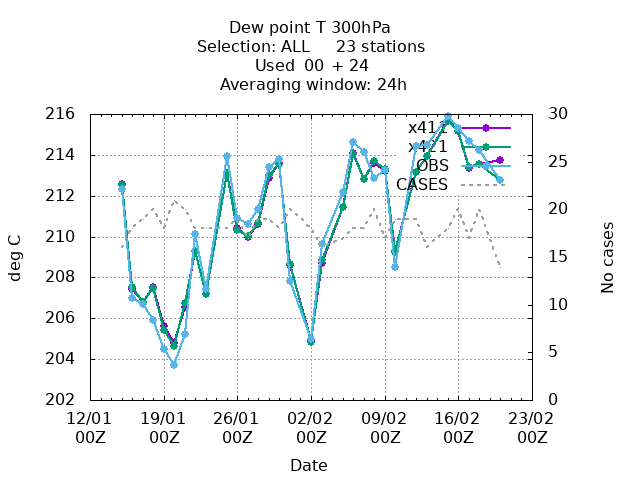 Dew point T 300hPa
Selection: ALL 23 stations
Used 00 + 24
Averaging window: 24h
216
214
212
210
208
206
204
202
deg C
30
25
20
15
10
5
0
No cases
x411
OBS
CASES
12/01 19/01 26/01 02/02 09/02 16/02 23/02
00Z 00Z 00Z 00Z 00Z 00Z 00Z
Date